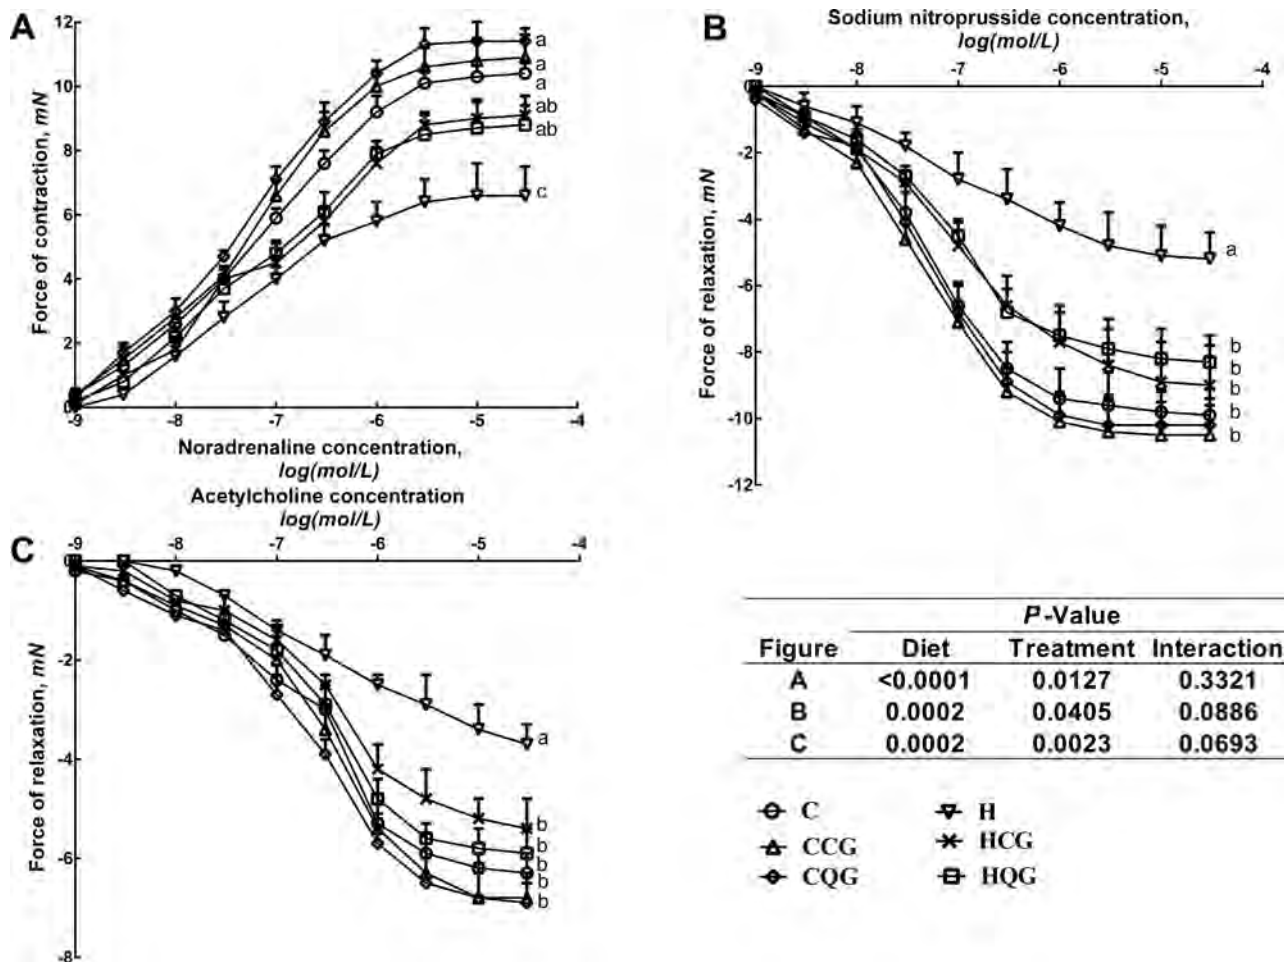 A
Force of contraction, mN
12
10
8
6
4
2
0
-9 -8 -7 -6 -5 -4
a
a
a
ab
ab
c
Noradrenaline concentration,
log(mol/L)
B
Sodium nitroprusside concentration,
log(mol/L)
-9 -8 -7 -6 -5 -4
Force of relaxation, mN
0
-2
-4
-6
-8
-10
-12
a
b
b
b
b
b
Acetylcholine concentration
log(mol/L)
C
-9 -8 -7 -6 -5 -4
Force of relaxation, mN
0
-2
-4
-6
-8
a
b
b
b
b
b
P-Value
Figure Diet Treatment Interaction
A <0.0001 0.0127 0.3321
B 0.0002 0.0405 0.0886
C 0.0002 0.0023 0.0693
C H
CCG HCG
CQG HQG